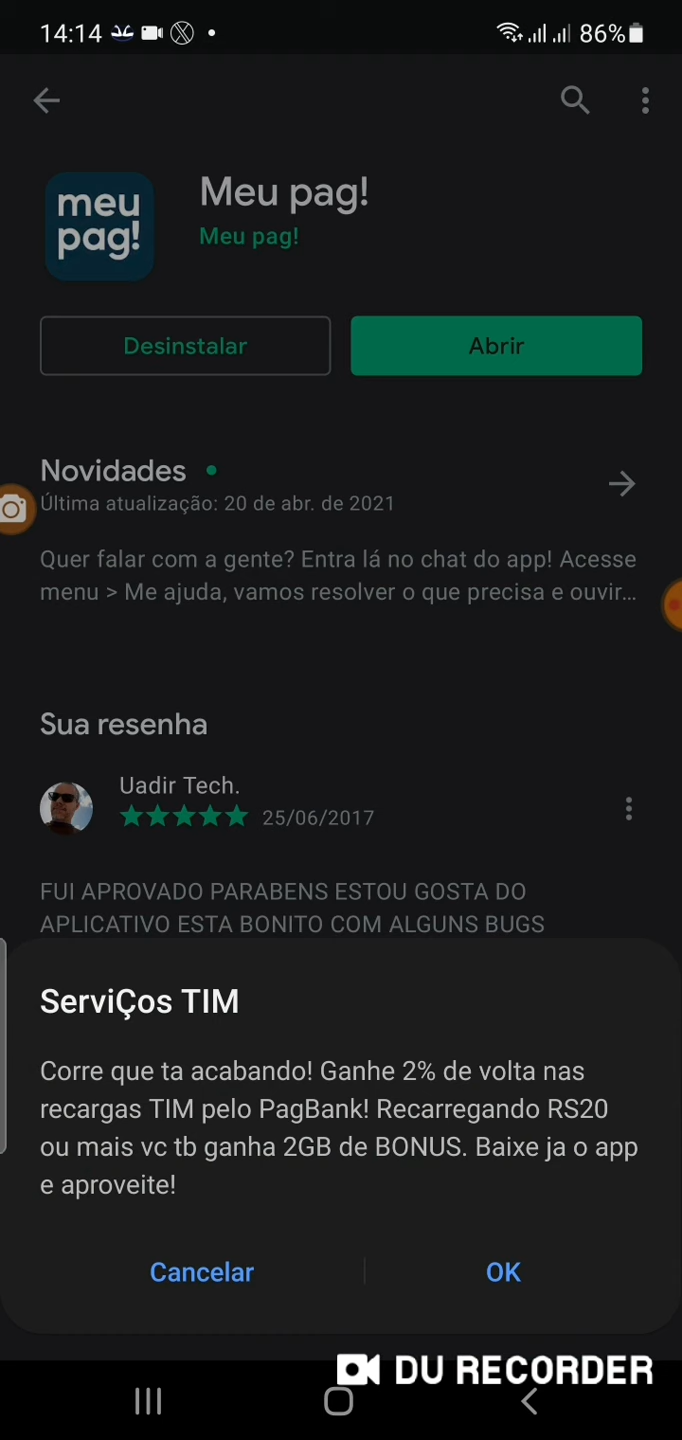 14:14
86%
meu
pag!
Meu pag!
Meu pag!
Desinstalar
Abrir
Novidades
Última atualização: 20 de abr. de 2021
Quer falar com a gente? Entra lá no chat do app! Acesse
menu > Me ajuda, vamos resolver o que precisa e ouvir...
Sua resenha
Uadir Tech.
25/06/2017
FUI APROVADO PARABENS ESTOU GOSTA DO
APLICATIVO ESTA BONITO COM ALGUNS BUGS
ServiÇos TIM
Corre que ta acabando! Ganhe 2% de volta nas
recargas TIM pelo PagBank! Recarregando RS20
ou mais vc tb ganha 2GB de BONUS. Baixe ja o app
e aproveite!
Cancelar
OK
DU RECORDER